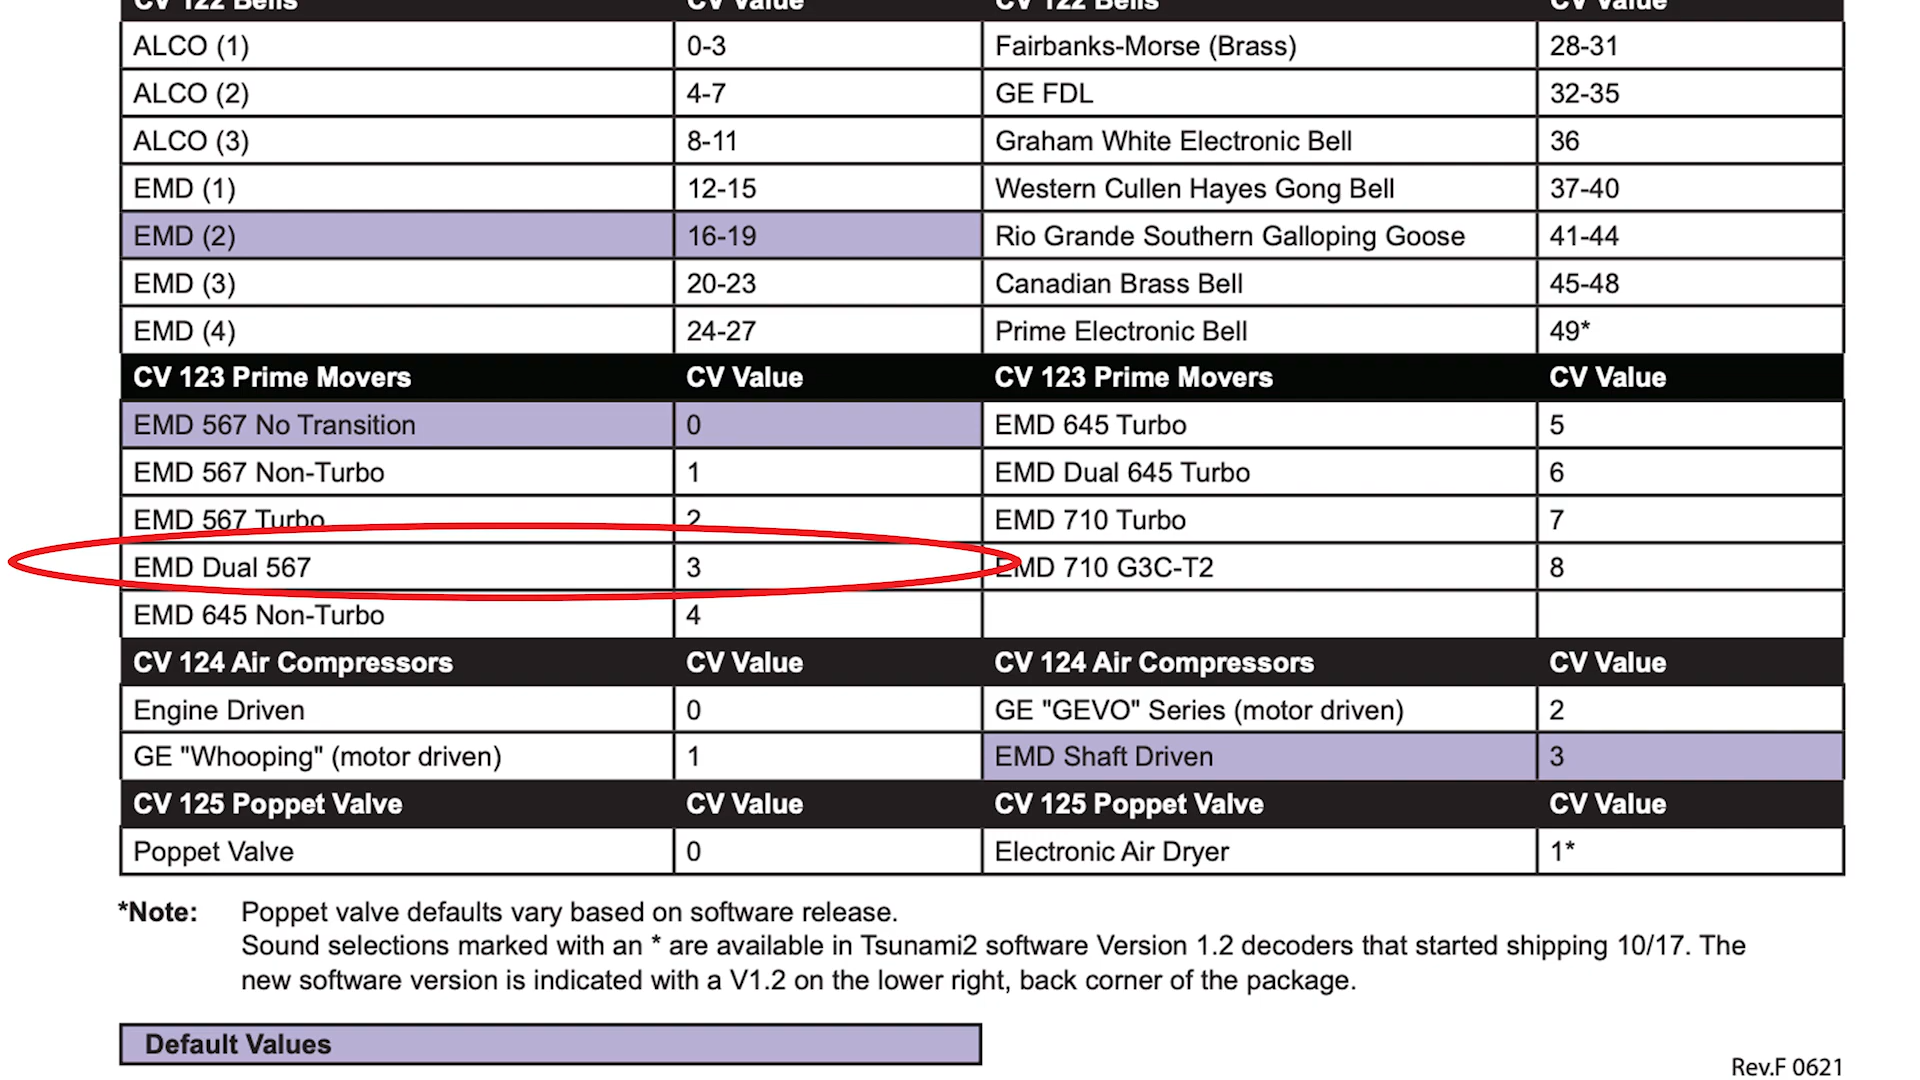 CV 122 Bells CV Value CV 122 Bells CV Value
ALCO (1) 0-3 Fairbanks-Morse (Brass) 28-31
ALCO (2) 4-7 GE FDL 32-35
ALCO (3) 8-11 Graham White Electronic Bell 36
EMD (1) 12-15 Western Cullen Hayes Gong Bell 37-40
EMD (2) 16-19 Rio Grande Southern Galloping Goose 41-44
EMD (3) 20-23 Canadian Brass Bell 45-48
EMD (4) 24-27 Prime Electronic Bell 49*
CV 123 Prime Movers CV Value CV 123 Prime Movers CV Value
EMD 567 No Transition 0 EMD 645 Turbo 5
EMD 567 Non-Turbo 1 EMD Dual 645 Turbo 6
EMD 567 Turbo 2 EMD 710 Turbo 7
EMD Dual 567 3 EMD 710 G3C-T2 8
EMD 645 Non-Turbo 4
CV 124 Air Compressors CV Value CV 124 Air Compressors CV Value
Engine Driven 0 GE "GEVO" Series (motor driven) 2
GE "Whooping" (motor driven) 1 EMD Shaft Driven 3
CV 125 Poppet Valve CV Value CV 125 Poppet Valve CV Value
Poppet Valve 0 Electronic Air Dryer 1*
*Note: Poppet valve defaults vary based on software release.
Sound selections marked with an * are available in Tsunami2 software Version 1.2 decoders that started shipping 10/17. The
new software version is indicated with a V1.2 on the lower right, back corner of the package.
Default Values
Rev.F 0621